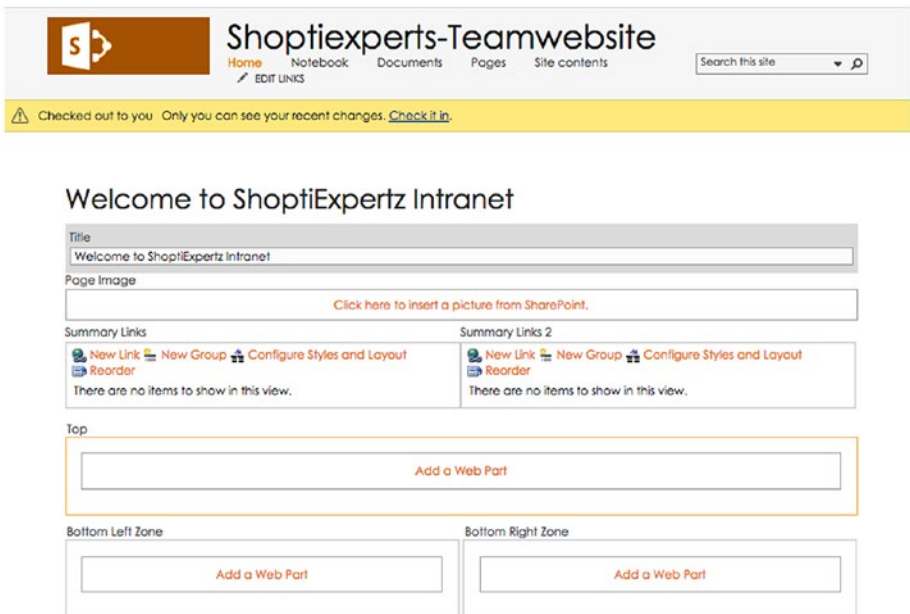 S
Shoptiexperts-Teamwebsite
Home Notebook Documents Pages Site contents
EDIT LINKS
Search this site
Checked out to you Only you can see your recent changes. Check it in.
Welcome to ShoptiExpertz Intranet
Title
Welcome to ShoptiExpertz Intranet
Page Image
Click here to insert a picture from SharePoint.
Summary Links Summary Links 2
New Link New Group Configure Styles and Layout New Link New Group Configure Styles and Layout
Reorder Reorder
There are no items to show in this view. There are no items to show in this view.
Top
Add a Web Part
Bottom Left Zone Bottom Right Zone
Add a Web Part Add a Web Part